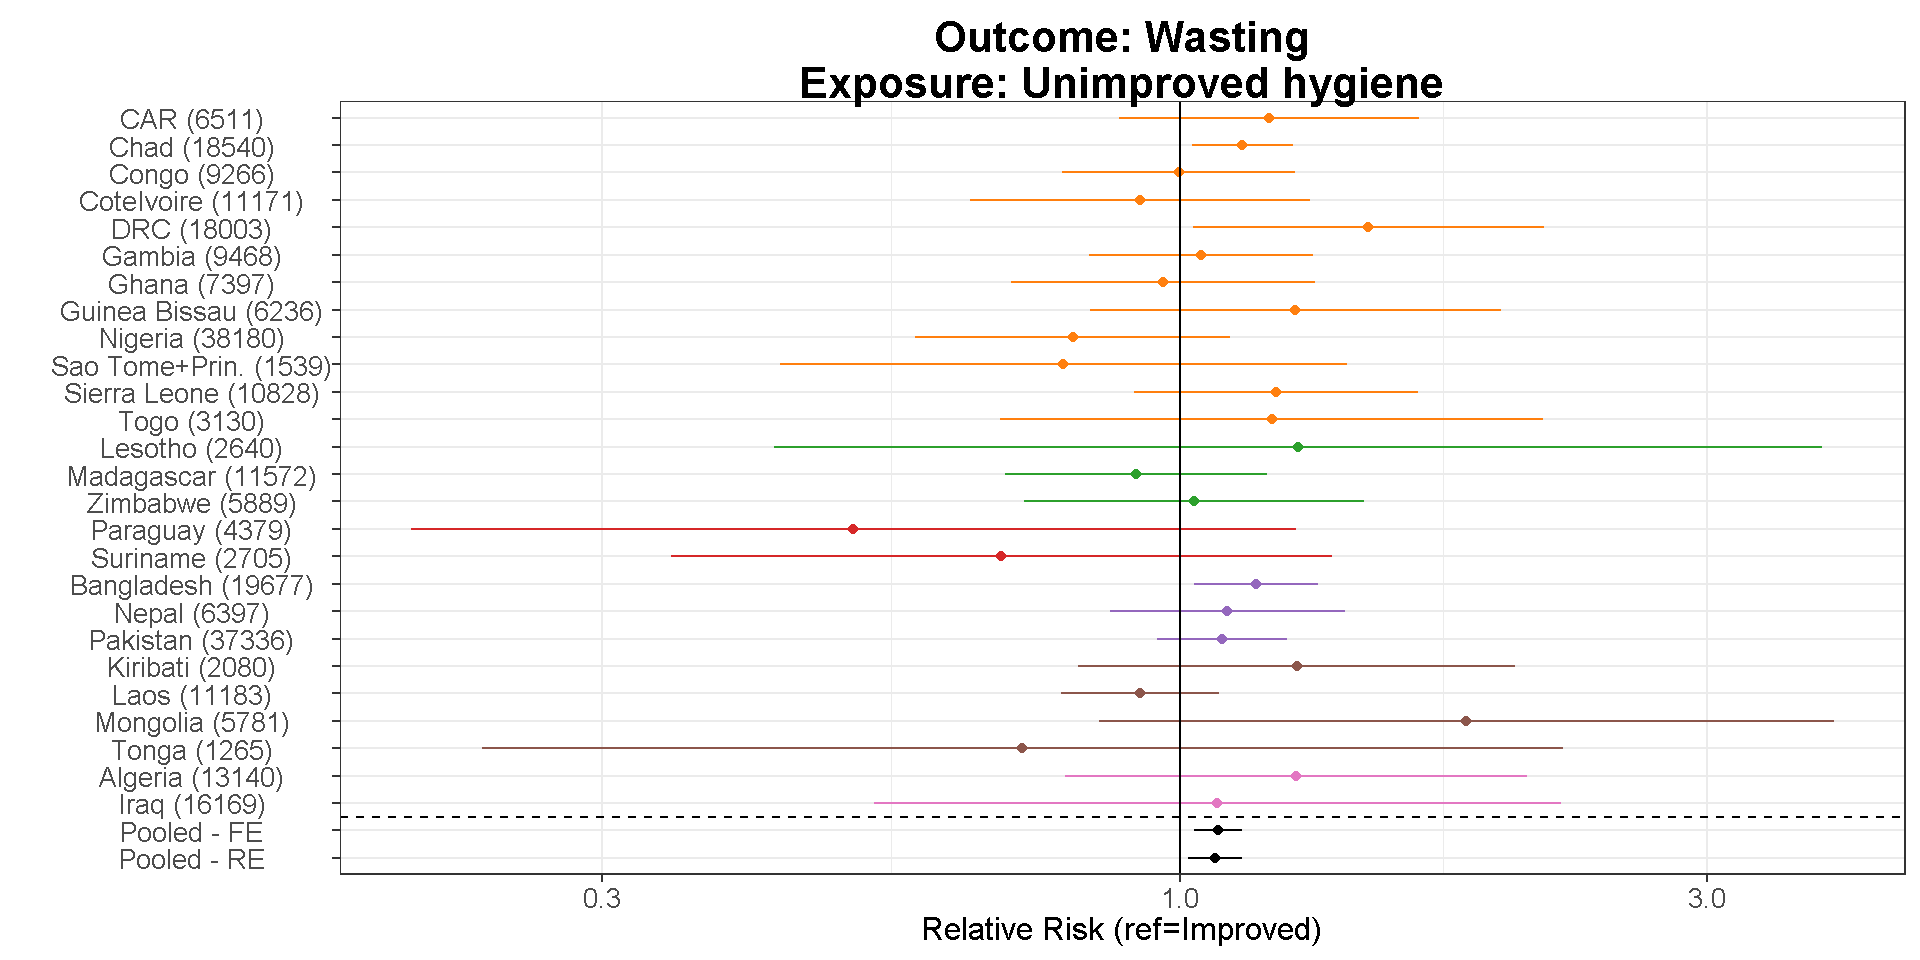 Outcome: Wasting
Exposure: Unimproved hygiene
CAR (6511)
Chad (18540)
Congo (9266)
CoteIvoire (11171)
DRC (18003)
Gambia (9468)
Ghana (7397)
Guinea Bissau (6236)
Nigeria (38180)
Sao Tome+Prin. (1539)
Sierra Leone (10828)
Togo (3130)
Lesotho (2640)
Madagascar (11572)
Zimbabwe (5889)
Paraguay (4379)
Suriname (2705)
Bangladesh (19677)
Nepal (6397)
Pakistan (37336)
Kiribati (2080)
Laos (11183)
Mongolia (5781)
Tonga (1265)
Algeria (13140)
Iraq (16169)
Pooled - FE
Pooled - RE
0.3 1.0 3.0
Relative Risk (ref=Improved)